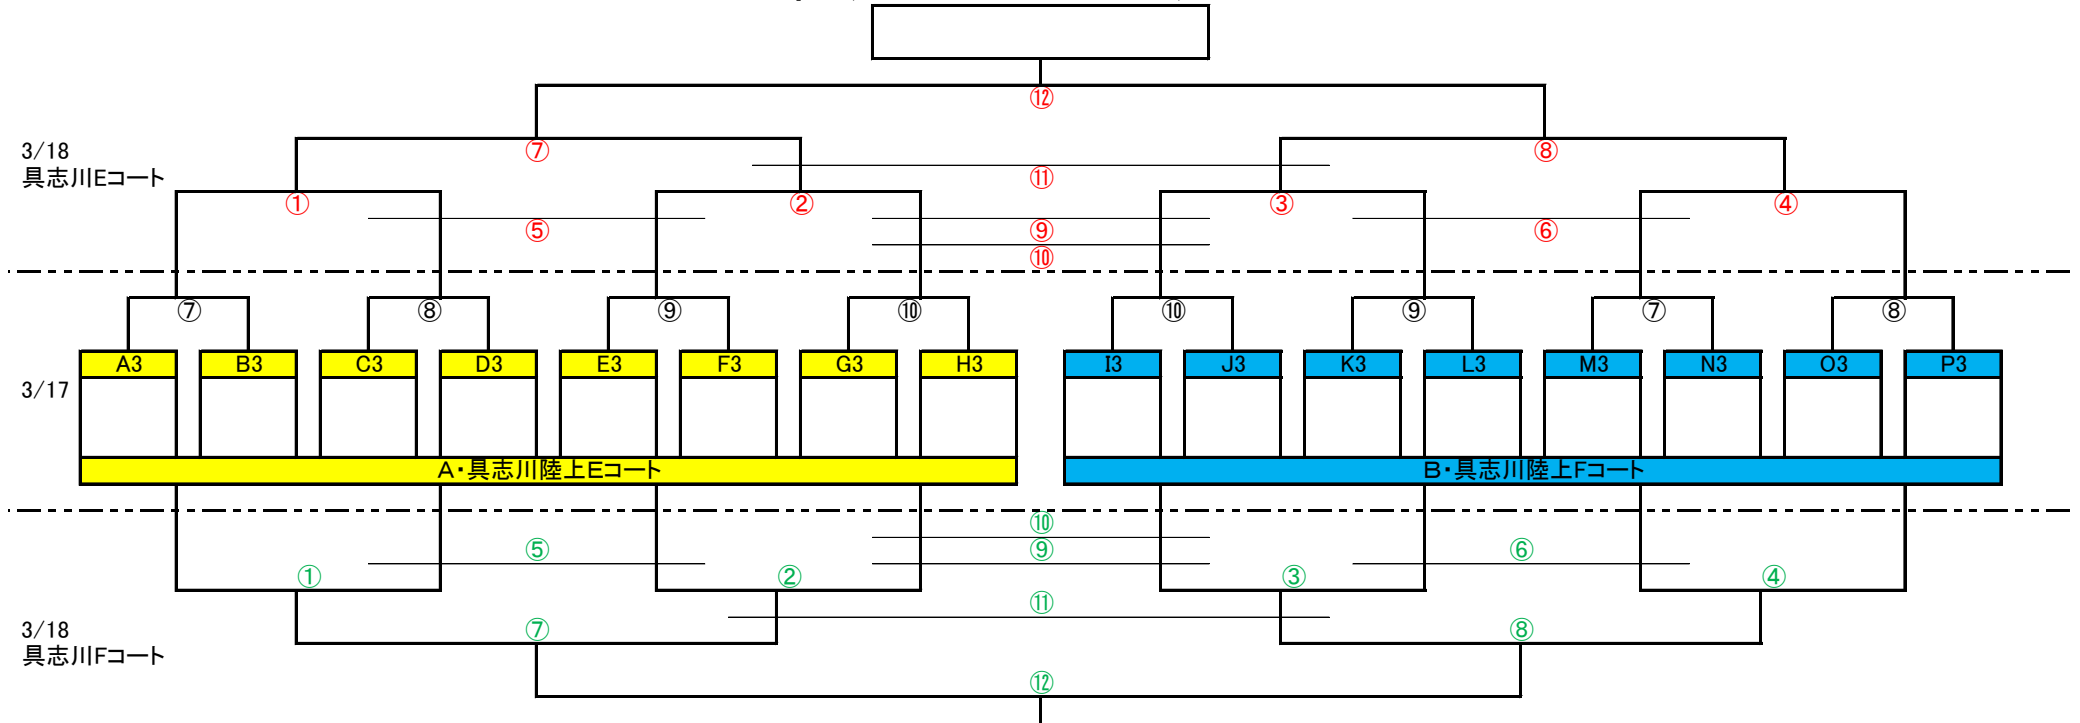 ⑫
3/18
具志川Eコート
⑦
⑧
⑪
①
②
③
④
⑤
⑨
⑥
⑩
⑦
⑧
⑨
⑩
⑩
⑨
⑦
⑧
3/17
A3
B3
C3
D3
E3
F3
G3
H3
I3
J3
K3
L3
M3
N3
O3
P3
A・具志川陸上Eコート
B・具志川陸上Fコート
⑩
⑤
⑨
⑥
①
②
③
④
⑪
3/18
具志川Fコート
⑦
⑧
⑫